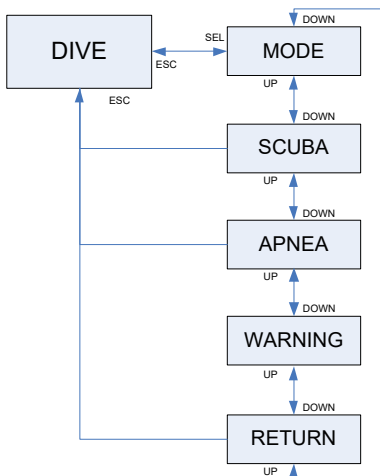 DOWN
DIVE
SEL
MODE
ESC
UP
ESC
DOWN
SCUBA
UP
DOWN
APNEA
UP
DOWN
WARNING
UP
DOWN
RETURN
UP